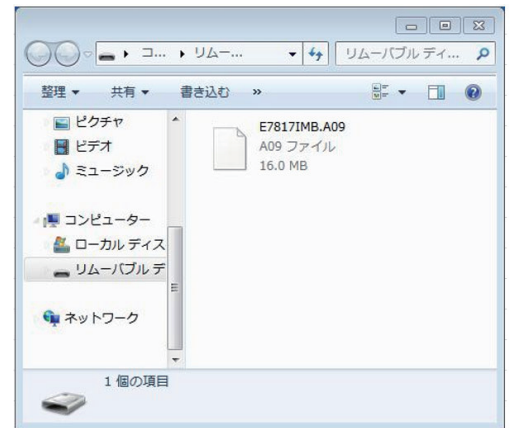 コ...
リムー...
リムーバブル ディ...
整理
共有
書き込む
»
ピクチャ
ビデオ
ミュージック
コンピューター
ローカル ディス
リムーバブル デ
ネットワーク
E7817IMB.A09
A09 ファイル
16.0 MB
1 個の項目